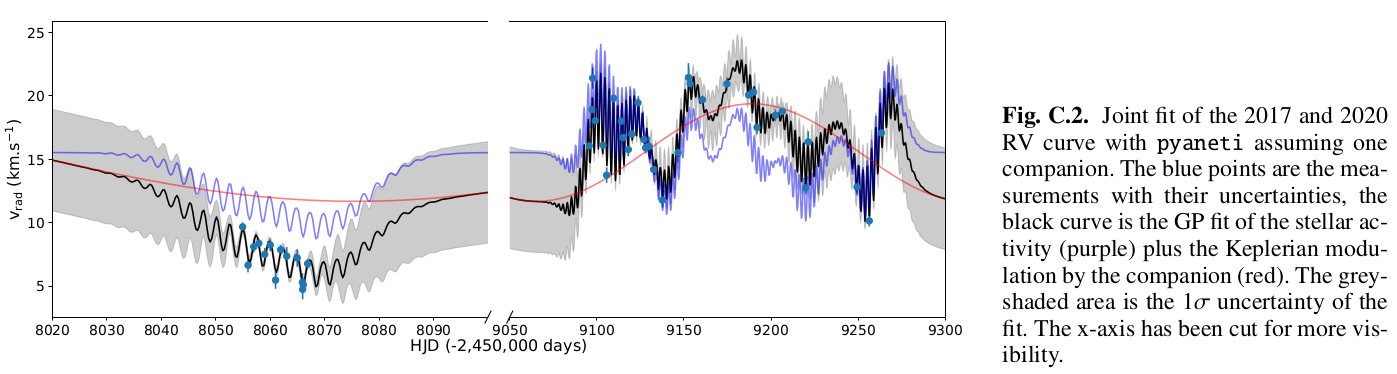 25
20
15
10
5
v_rad (km.s⁻¹)
8020 8030 8040 8050 8060 8070 8080 8090 9050 9100 9150 9200 9250 9300
HJD (-2,450,000 days)
Fig. C.2. Joint fit of the 2017 and 2020
RV curve with pyaneti assuming one
companion. The blue points are the mea-
surements with their uncertainties, the
black curve is the GP fit of the stellar ac-
tivity (purple) plus the Keplerian modu-
lation by the companion (red). The grey-
shaded area is the 1σ uncertainty of the
fit. The x-axis has been cut for more vis-
ibility.